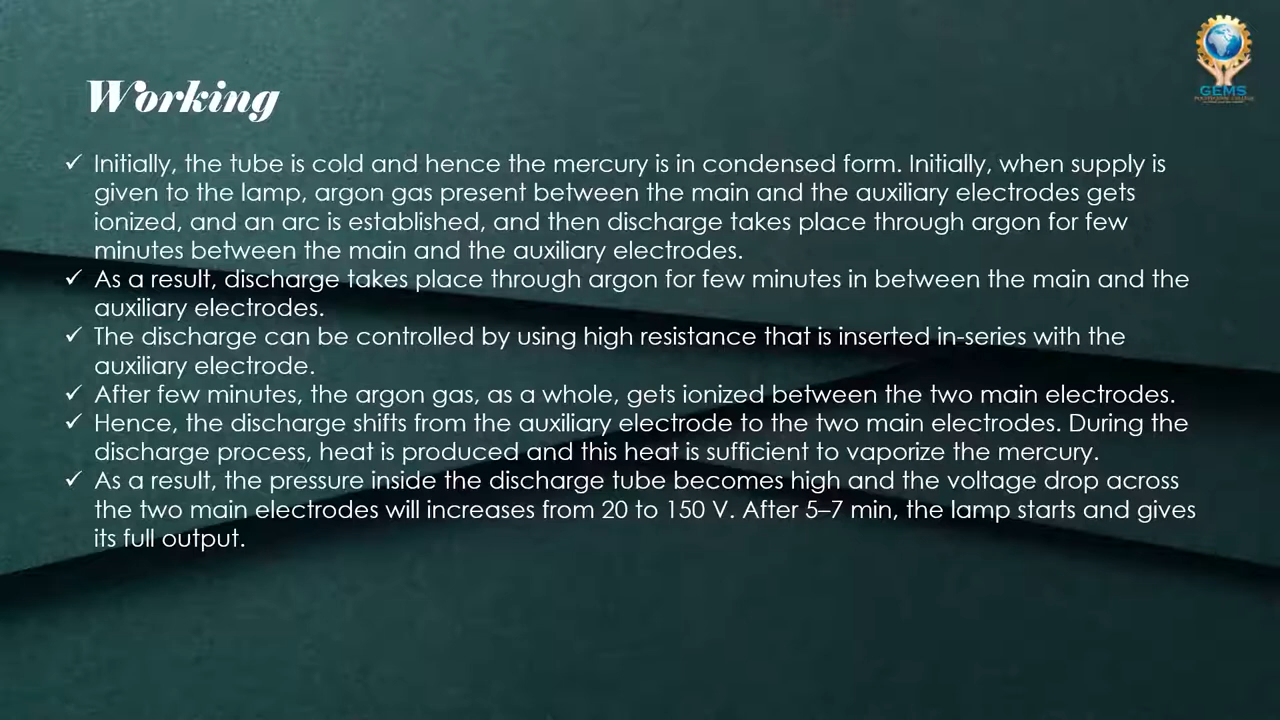 GEMS
POLYTECHNIC COLLEGE
Working
✓ Initially, the tube is cold and hence the mercury is in condensed form. Initially, when supply is
given to the lamp, argon gas present between the main and the auxiliary electrodes gets
ionized, and an arc is established, and then discharge takes place through argon for few
minutes between the main and the auxiliary electrodes.
✓ As a result, discharge takes place through argon for few minutes in between the main and the
auxiliary electrodes.
✓ The discharge can be controlled by using high resistance that is inserted in-series with the
auxiliary electrode.
✓ After few minutes, the argon gas, as a whole, gets ionized between the two main electrodes.
✓ Hence, the discharge shifts from the auxiliary electrode to the two main electrodes. During the
discharge process, heat is produced and this heat is sufficient to vaporize the mercury.
✓ As a result, the pressure inside the discharge tube becomes high and the voltage drop across
the two main electrodes will increases from 20 to 150 V. After 5–7 min, the lamp starts and gives
its full output.